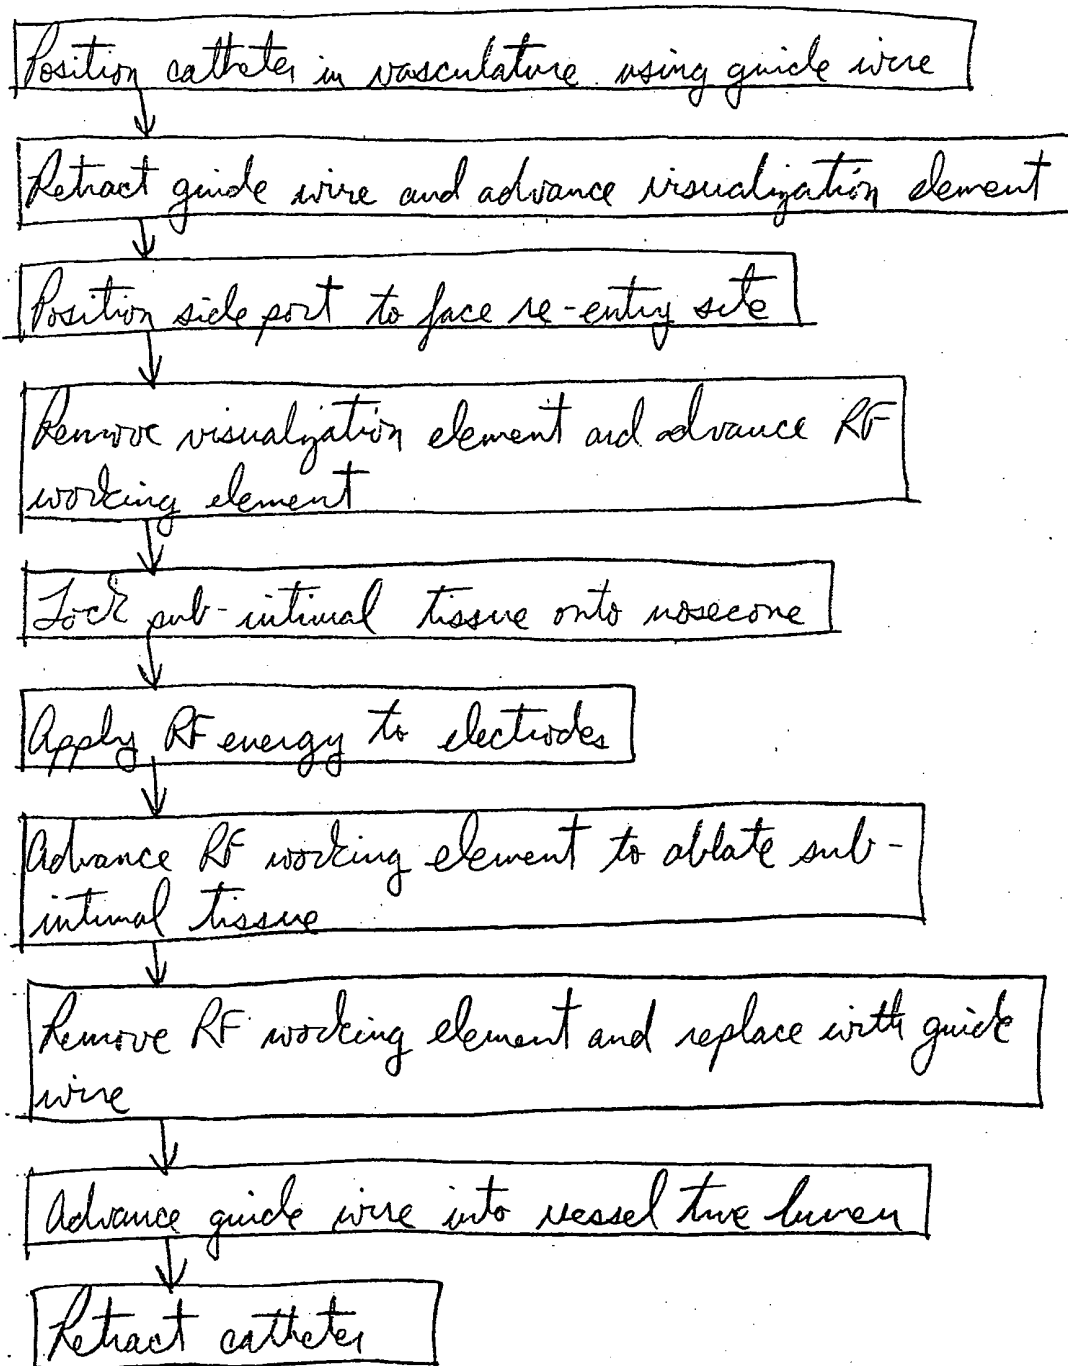 Position catheter in vasculature using guide wire
Retract guide wire and advance visualization element
Position side port to face re-entry site
Remove visualization element and advance RF
working element
Lock sub-intimal tissue onto nosecone
Apply RF energy to electrodes
Advance RF working element to ablate sub-
intimal tissue
Remove RF working element and replace with guide
wire
Advance guide wire into vessel true lumen
Retract catheter